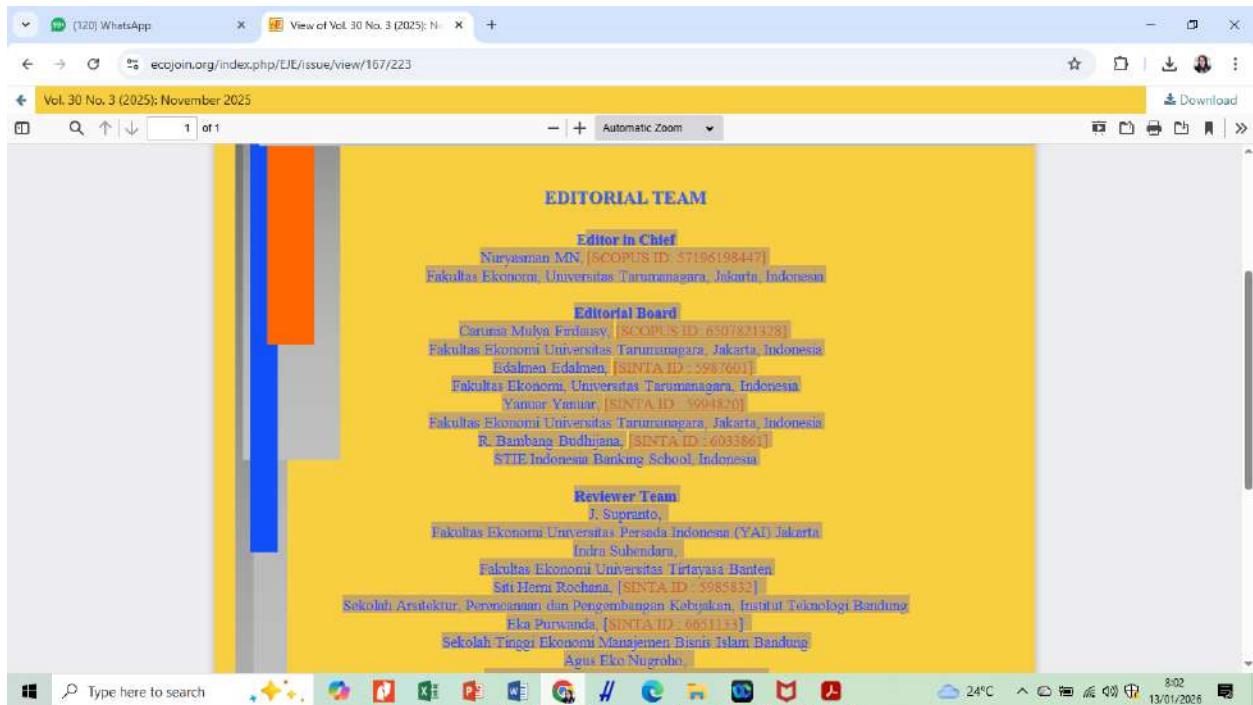 (120) WhatsApp
View of Vol. 30 No. 3 (2025): N
ecojoin.org/index.php/EJE/issue/view/167/223
Vol. 30 No. 3 (2025): November 2025
Download
1 of 1
Automatic Zoom
EDITORIAL TEAM
Editor in Chief
Nuryasman MN, [SCOPUS ID: 57196198447]
Fakultas Ekonomi, Universitas Tarumanagara, Jakarta, Indonesia
Editorial Board
Carunia Mulya Firdausy, [SCOPUS ID: 6507821328]
Fakultas Ekonomi Universitas Tarumanagara, Jakarta, Indonesia
Edalmen Edalmen, [SINTA ID : 5987601]
Fakultas Ekonomi, Universitas Tarumanagara, Indonesia
Yanuar Yanuar, [SINTA ID : 5994820]
Fakultas Ekonomi Universitas Tarumanagara, Jakarta, Indonesia
R. Bambang Budhijana, [SINTA ID : 6033861]
STIE Indonesia Banking School, Indonesia
Reviewer Team
J. Supranto,
Fakultas Ekonomi Universitas Persada Indonesia (YAI) Jakarta
Indra Suhendara,
Fakultas Ekonomi Universitas Tirtayasa Banten
Siti Herni Rochana, [SINTA ID : 5985832]
Sekolah Arsitektur, Perencanaan dan Pengembangan Kebijakan, Institut Teknologi Bandung
Eka Purwanda, [SINTA ID : 6651133]
Sekolah Tinggi Ekonomi Manajemen Bisnis Islam Bandung
Agus Eko Nugroho,
Type here to search
24°C
8:02
13/01/2026